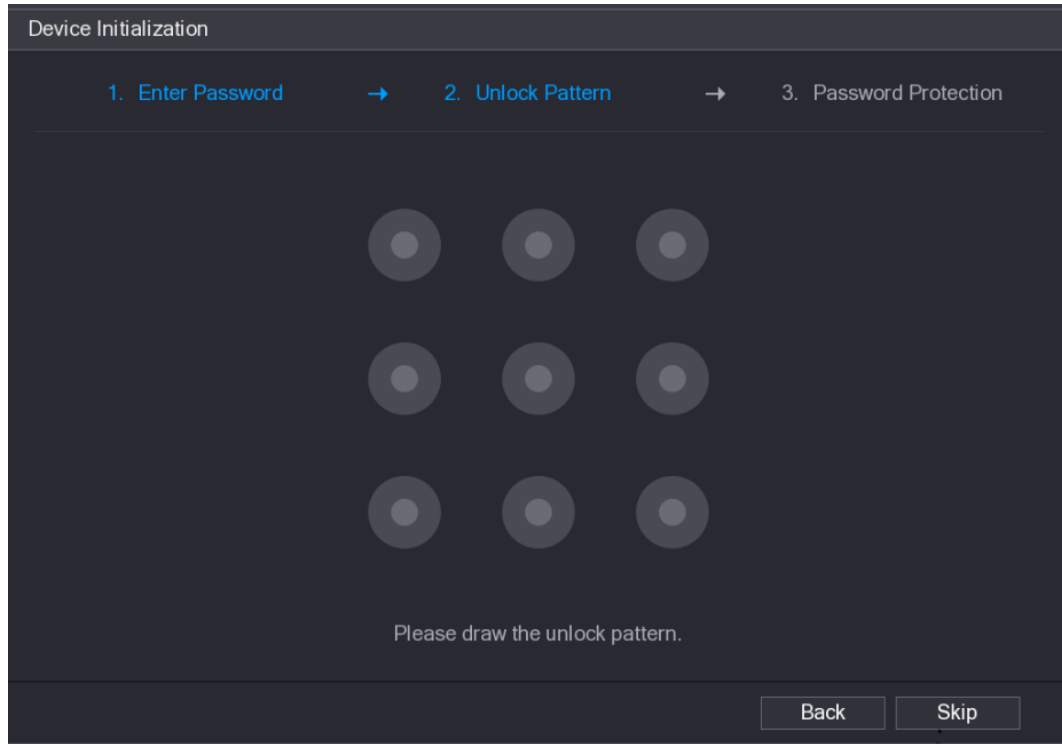 Device Initialization
1. Enter Password → 2. Unlock Pattern → 3. Password Protection
Please draw the unlock pattern.
Back Skip